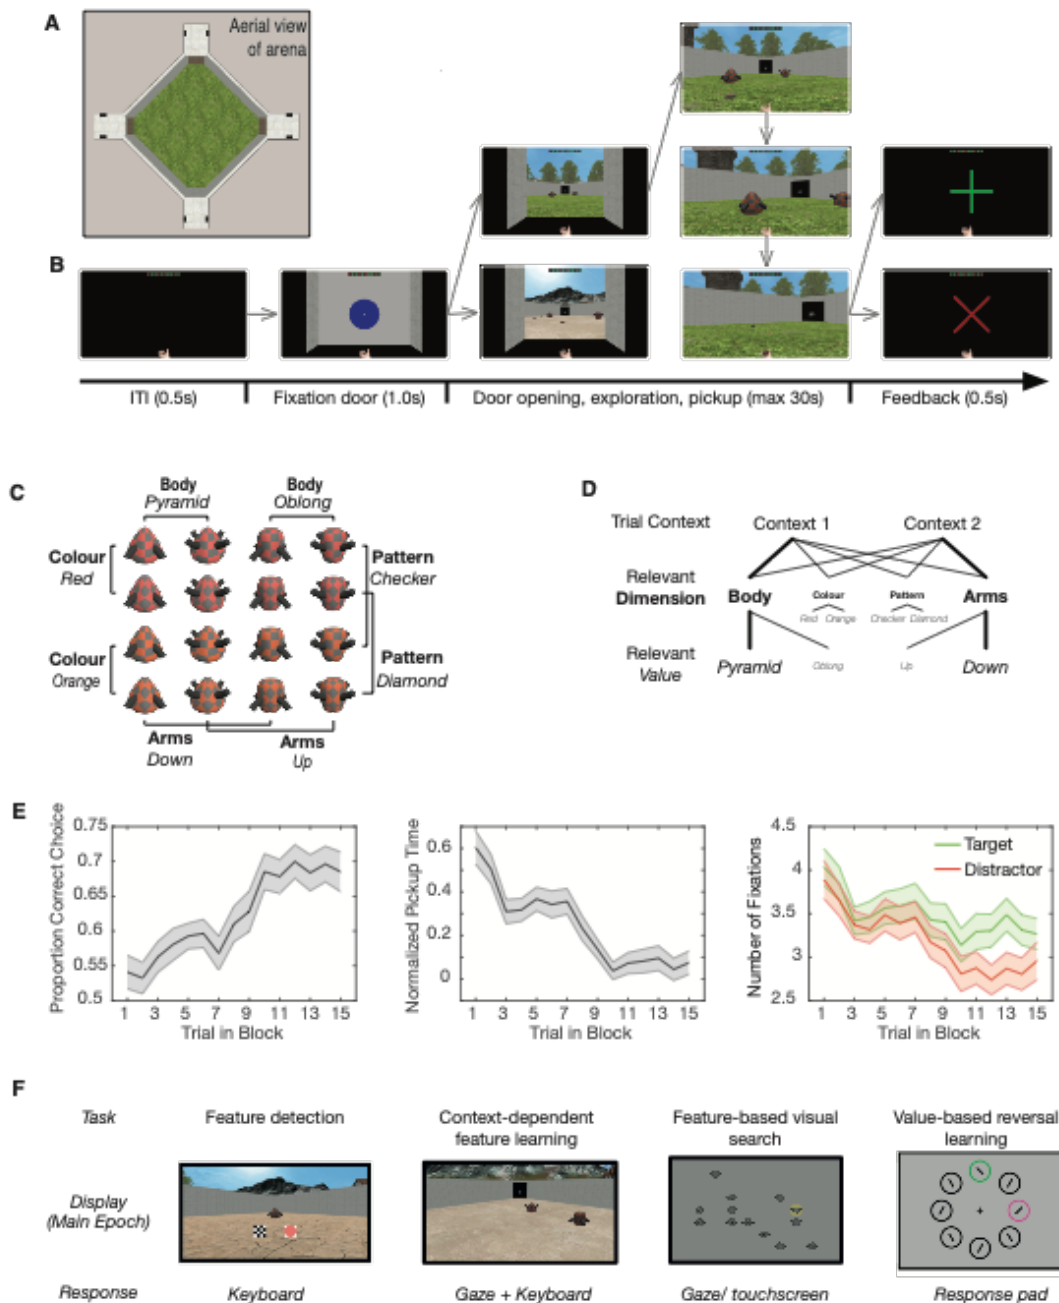 A
Aerial view
of arena
B
ITI (0.5s)
Fixation door (1.0s)
Door opening, exploration, pickup (max 30s)
Feedback (0.5s)
C
Body
Pyramid
Body
Oblong
Colour
Red
Pattern
Checker
Colour
Orange
Pattern
Diamond
Arms
Down
Arms
Up
D
Trial Context
Context 1
Context 2
Relevant
Dimension
Body
Colour
Pattern
Arms
Red Orange
Checker Diamond
Relevant
Value
Pyramid
Oblong
Up
Down
E
Proportion Correct Choice
0.75
0.7
0.65
0.6
0.55
0.5
1 3 5 7 9 11 13 15
Trial in Block
Normalized Pickup Time
0.6
0.4
0.2
0
1 3 5 7 9 11 13 15
Trial in Block
Number of Fixations
4.5
4
3.5
3
2.5
Target
Distractor
1 3 5 7 9 11 13 15
Trial in Block
F
Task
Feature detection
Context-dependent
feature learning
Feature-based visual
search
Value-based reversal
learning
Display
(Main Epoch)
Response
Keyboard
Gaze + Keyboard
Gaze/ touchscreen
Response pad